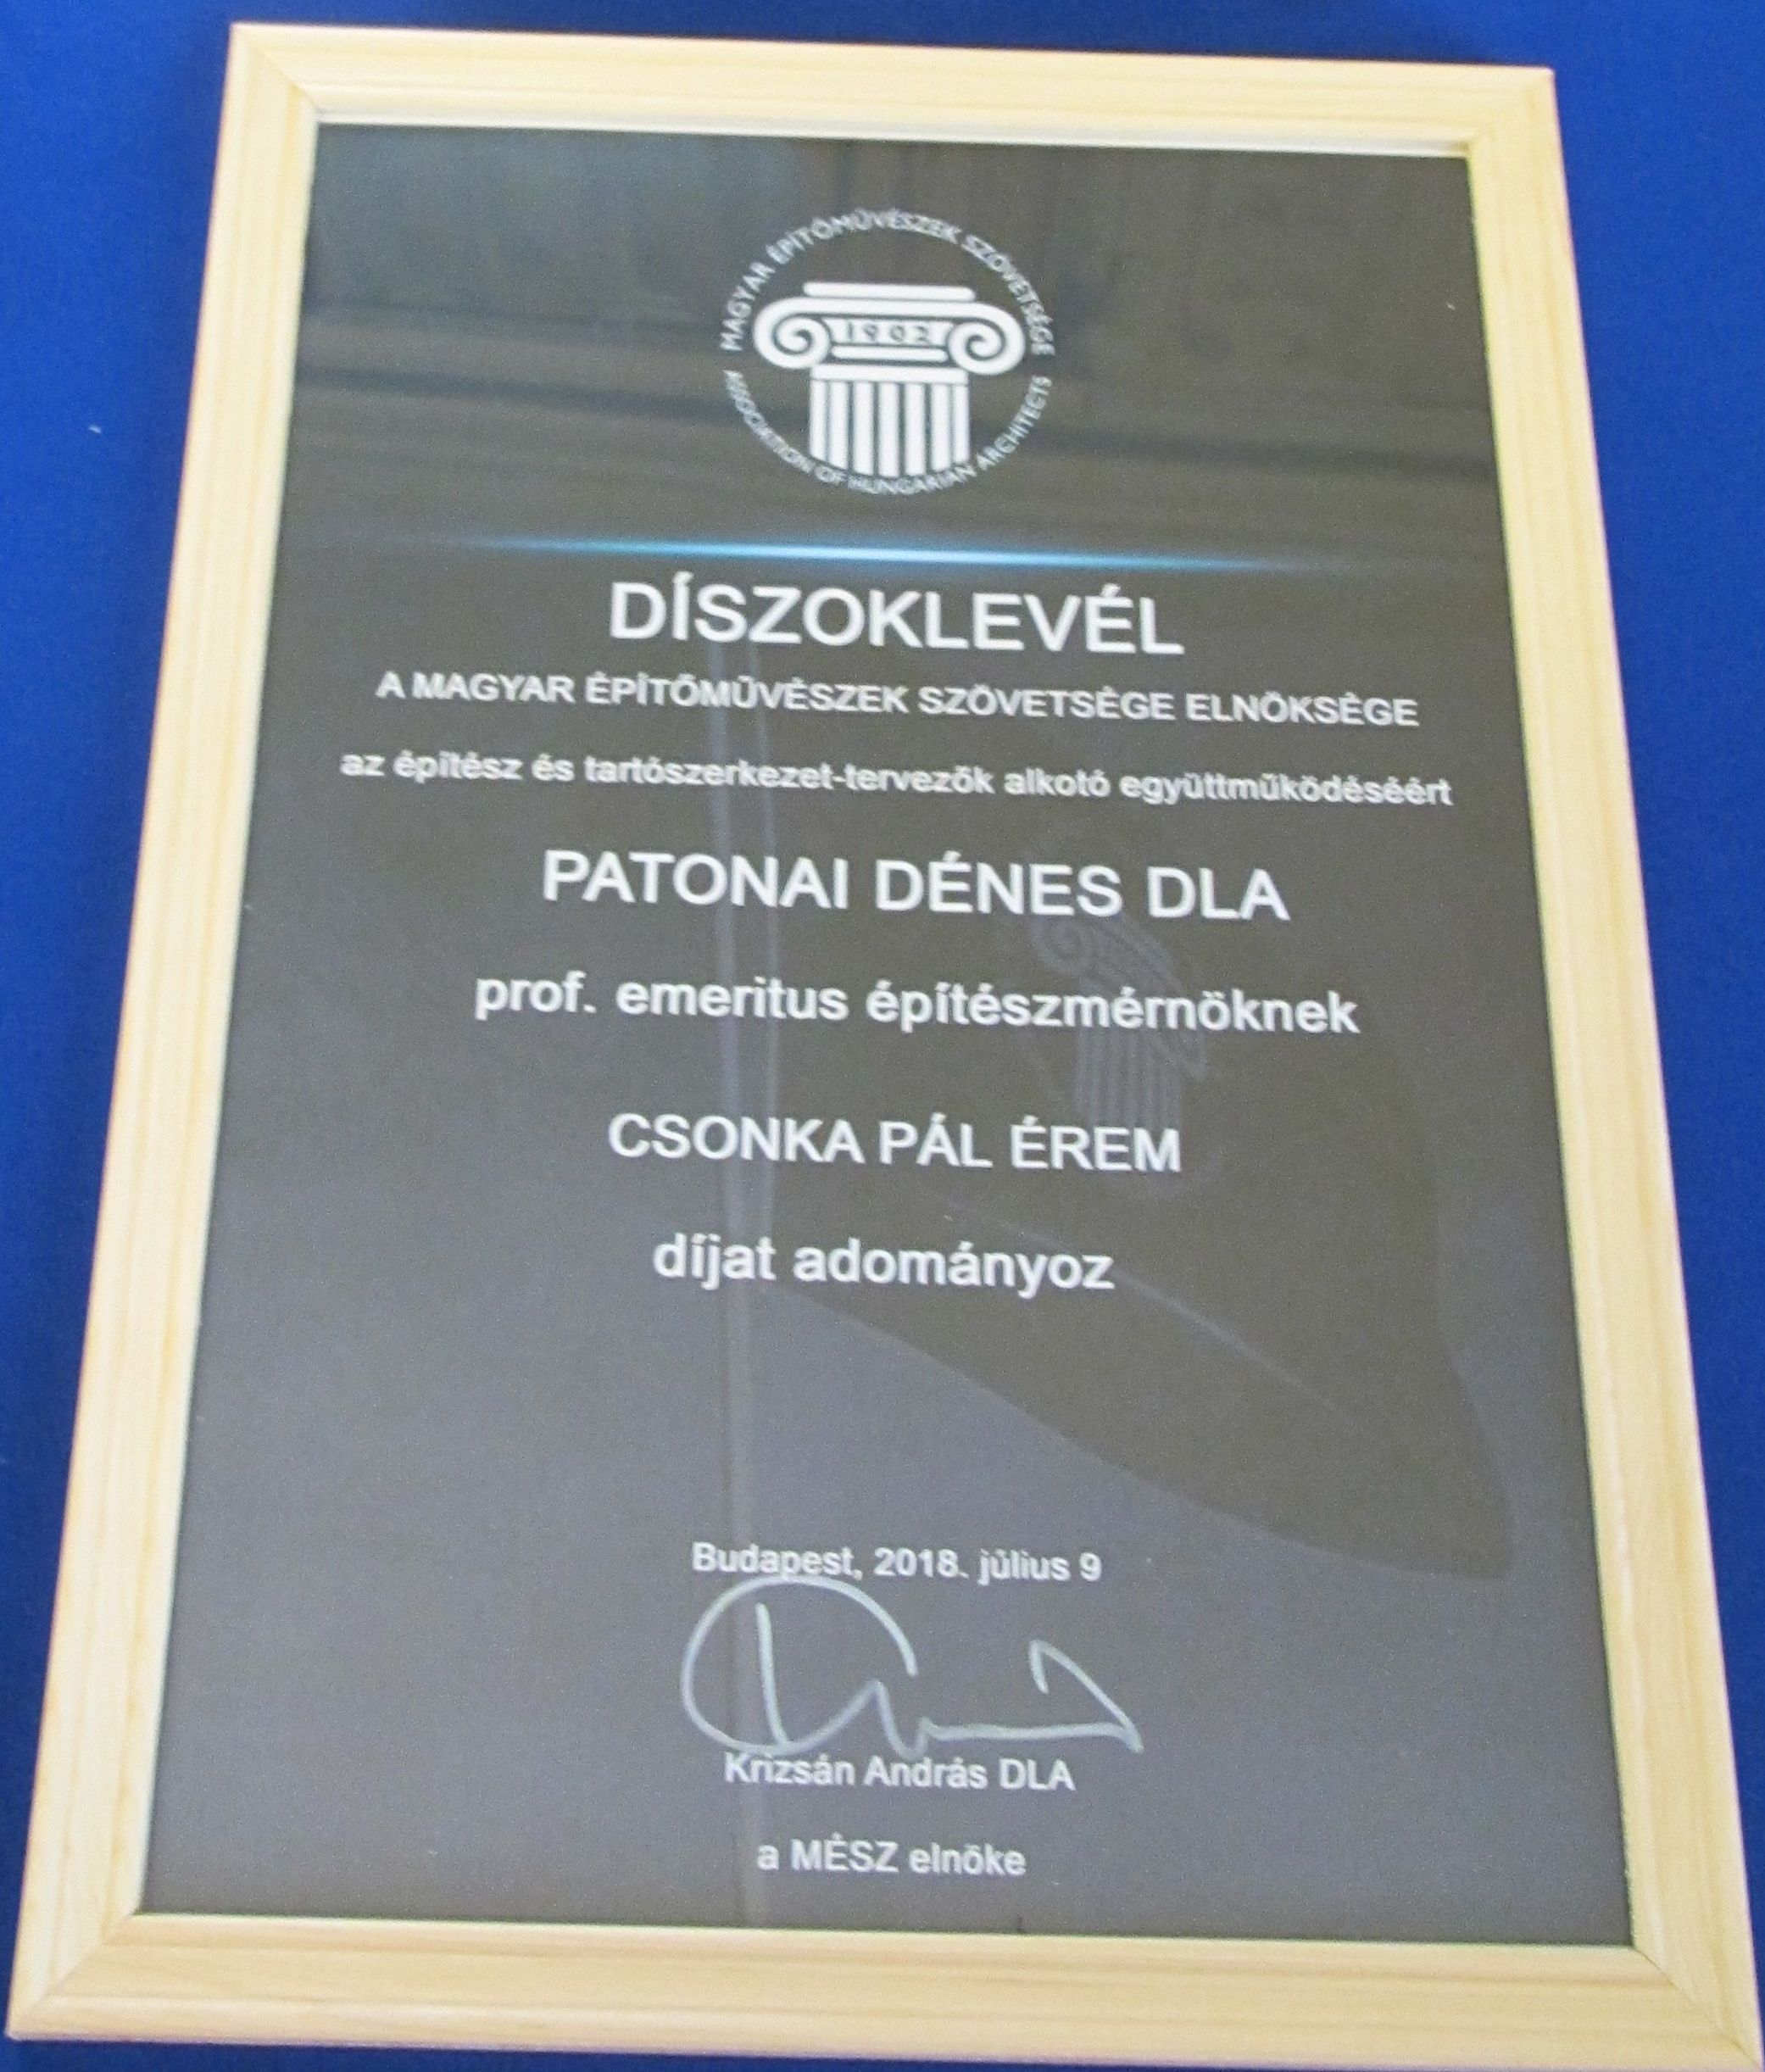 MAGYAR ÉPÍTŐMŰVÉSZEK SZÖVETSÉGE
1902
ASSOCIATION OF HUNGARIAN ARCHITECTS
DÍSZOKLEVÉL
A MAGYAR ÉPÍTŐMŰVÉSZEK SZÖVETSÉGE ELNÖKSÉGE
az építész és tartószerkezet-tervezők alkotó együttműködéséért
PATONAI DÉNES DLA
prof. emeritus építészmérnöknek
CSONKA PÁL ÉREM
díjat adományoz
Budapest, 2018. július 9
Krizsán András DLA
a MÉSZ elnöke